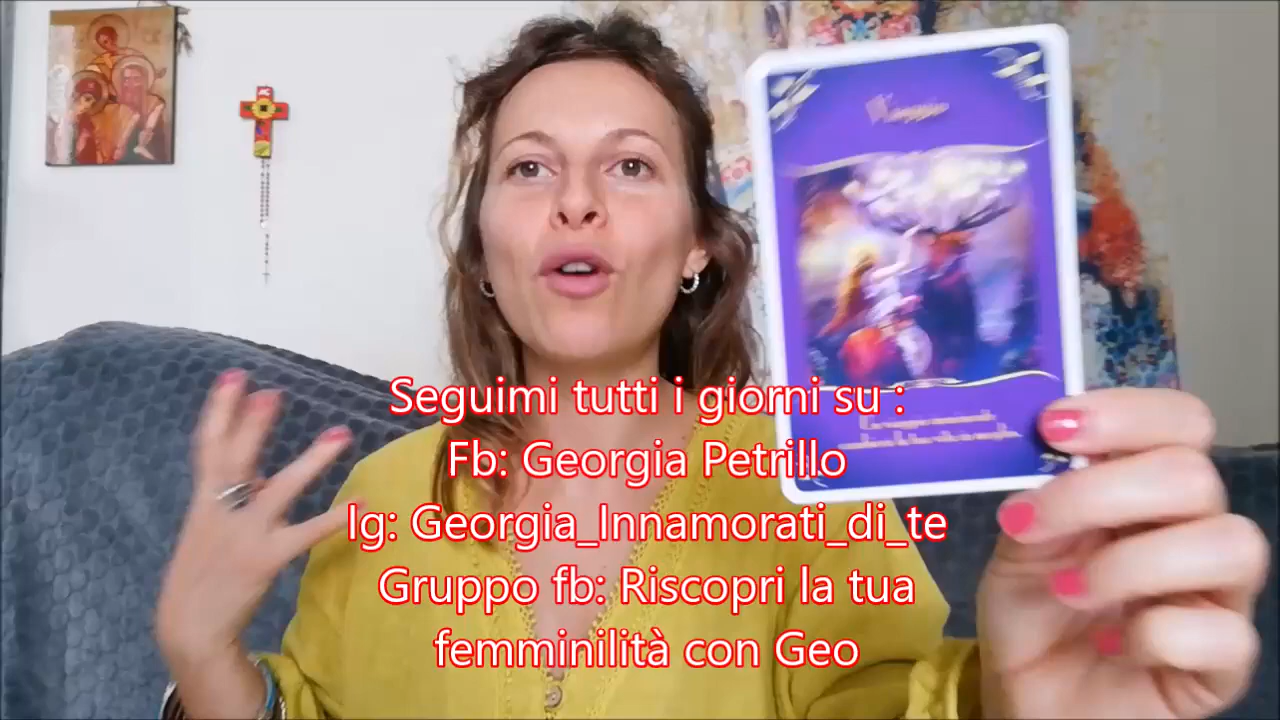 Seguimi tutti i giorni su :
Fb: Georgia Petrillo
Ig: Georgia_Innamorati_di_te
Gruppo fb: Riscopri la tua
femminilità con Geo